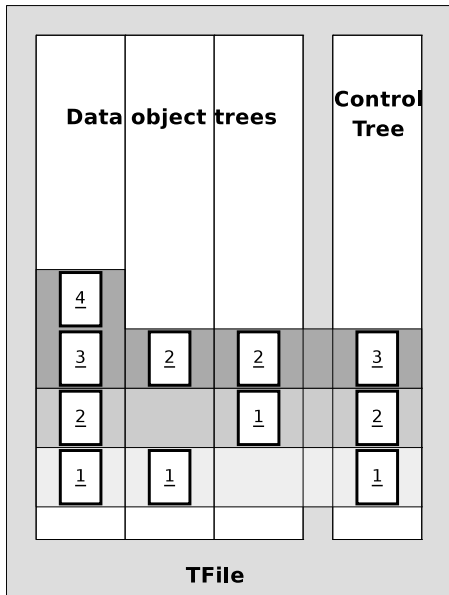 Data object trees
Control
Tree
4
3 2 2 3
2 1 2
1 1 1
TFile